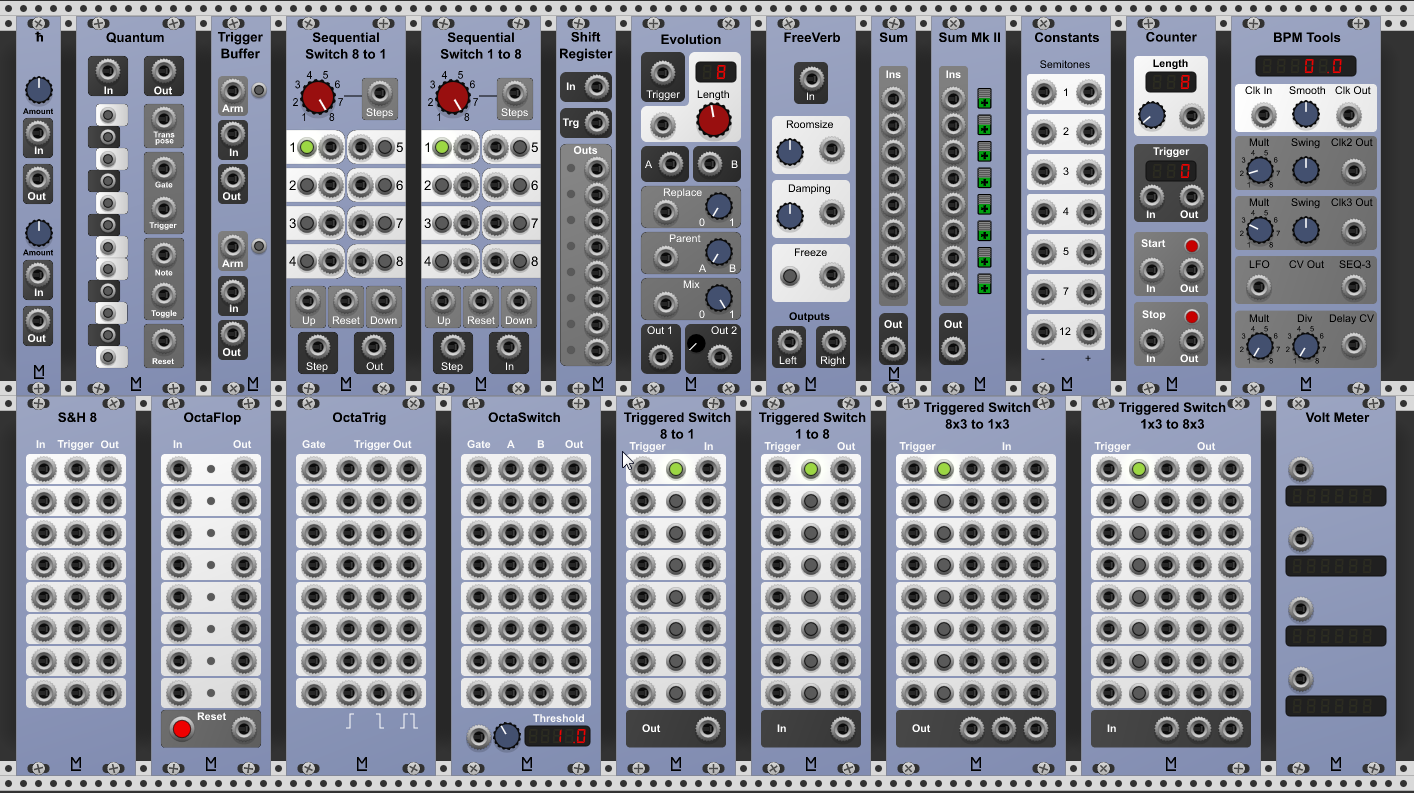 ħ
Amount
In
Out
Amount
In
Out
Quantum
In
Out
Trans
pose
Gate
Trigger
Note
Toggle
Reset
Trigger
Buffer
Arm
In
Out
Arm
In
Out
Sequential
Switch 8 to 1
1 2 3 4 5 6 7 8
Steps
1 5
2 6
3 7
4 8
Up Reset Down
Step Out
Sequential
Switch 1 to 8
1 2 3 4 5 6 7 8
Steps
1 5
2 6
3 7
4 8
Up Reset Down
Step In
Shift
Register
In
Trg
Outs
Evolution
8
Trigger Length
A B
Replace
0 1
Parent
A B
Mix
0 1
Out 1 Out 2
FreeVerb
In
Roomsize
Damping
Freeze
Outputs
Left Right
Sum
Ins
Out
Sum Mk II
Ins
Out
Constants
Semitones
1
2
3
4
5
7
12
- +
Counter
Length
8
Trigger
0
In Out
Start
In Out
Stop
In Out
BPM Tools
0.0
Clk In Smooth Clk Out
Mult Swing Clk2 Out
1 2 3 4 5 6 7 8
Mult Swing Clk3 Out
1 2 3 4 5 6 7 8
LFO CV Out SEQ-3
Mult Div Delay CV
1 2 3 4 5 6 7 8 1 2 3 4 5 6 7 8
S&H 8
In Trigger Out
OctaFlop
In Out
Reset
OctaTrig
Gate Trigger Out
OctaSwitch
Gate A B Out
Threshold
1.0
Triggered Switch
8 to 1
Trigger In
Out
Triggered Switch
1 to 8
Trigger Out
In
Triggered Switch
8x3 to 1x3
Trigger In
Out
Triggered Switch
1x3 to 8x3
Trigger Out
In
Volt Meter